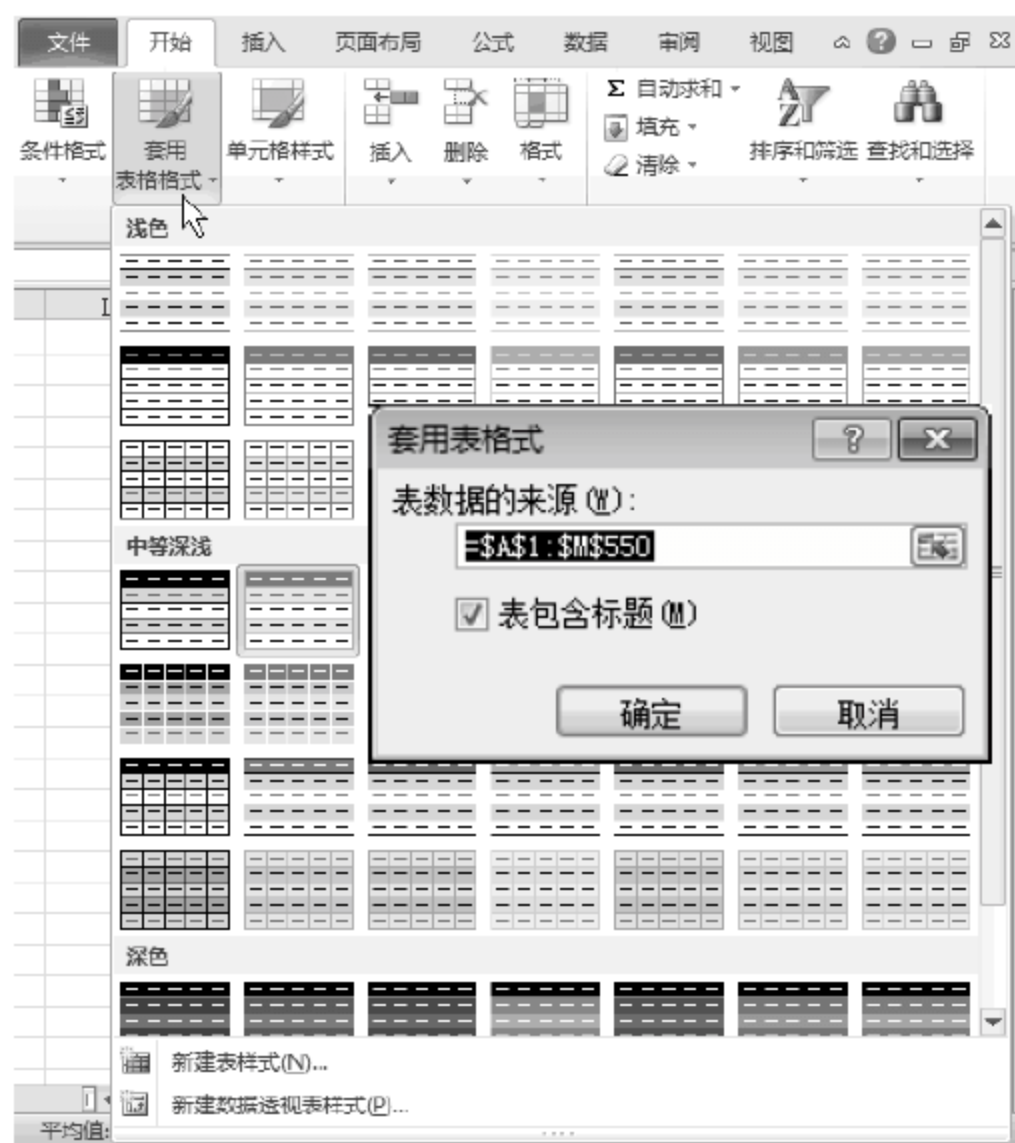 文件 开始 插入 页面布局 公式 数据 审阅 视图
条件格式 套用 单元格样式 插入 删除 格式 Σ 自动求和 排序和筛选 查找和选择
表格格式 填充
清除
浅色
套用表格式
表数据的来源(W):
=$A$1:$M$550
表包含标题(M)
确定 取消
中等深浅
深色
新建表样式(N)...
新建数据透视表样式(P)...
平均值: